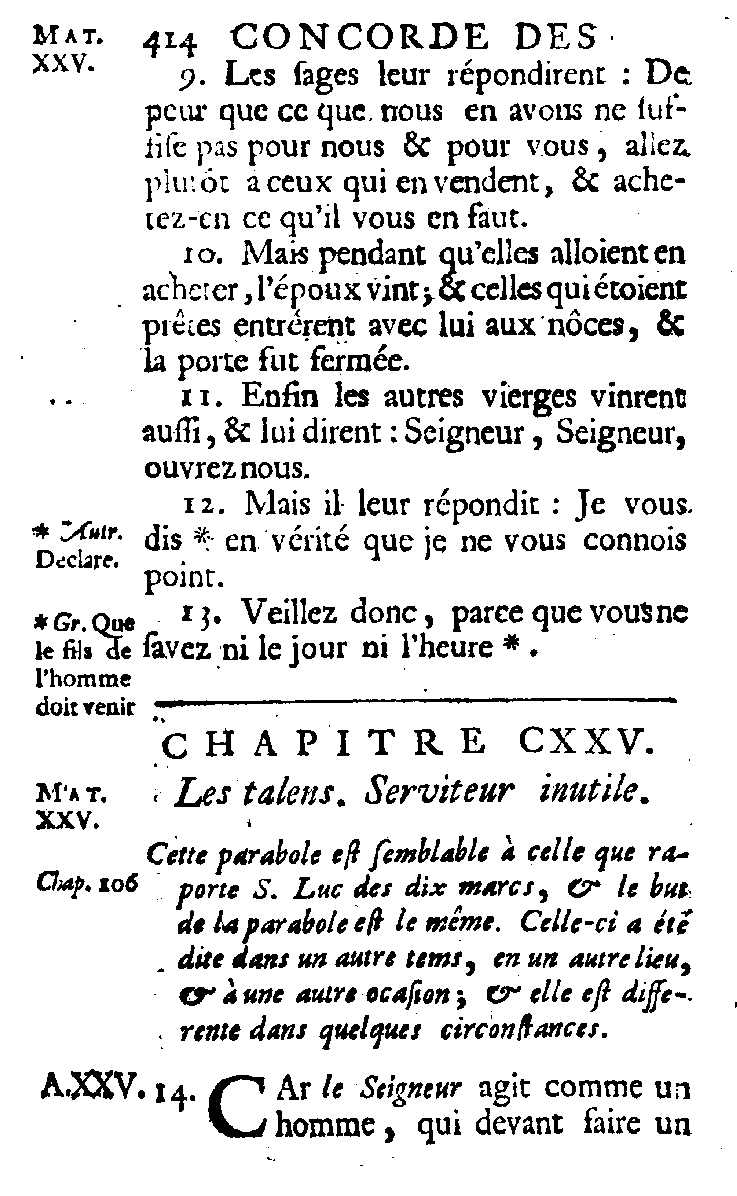 MAT. XXV.
414 CONCORDE DES
9. Les ſages leur répondirent : De
peur que ce que nous en avons ne ſuf-
fiſe pas pour nous & pour vous, allez
plutôt à ceux qui en vendent, & ache-
tez-en ce qu'il vous en faut.
10. Mais pendant qu'elles alloient en
acheter, l'époux vint; & celles qui étoient
prêtes entrérent avec lui aux nôces, &
la porte fut fermée.
11. Enfin les autres vierges vinrent
auſſi, & lui dirent : Seigneur, Seigneur,
ouvrez nous.
12. Mais il leur répondit : Je vous
dis * en vérité que je ne vous connois
point.
* Autr.
Declare.
13. Veillez donc, parce que vous ne
ſavez ni le jour ni l'heure *.
* Gr. Que
le fils de
l'homme
doit venir
CHAPITRE CXXV.
MAT.
XXV.
Les talens. Serviteur inutile.
Cette parabole eſt ſemblable à celle que ra-
Chap. 106
porte S. Luc des dix marcs, & le but
de la parabole eſt le même. Celle-ci a été
dite dans un autre tems, en un autre lieu,
& à une autre ocaſion; & elle eſt diffe-
rente dans quelques circonſtances.
A.XXV. 14. CAr le Seigneur agit comme un
homme, qui devant faire un